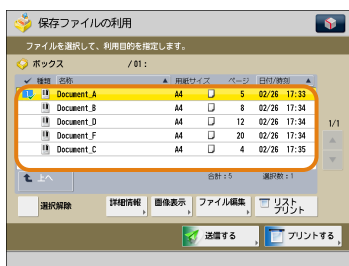 保存ファイルの利用
ファイルを選択して、利用目的を指定します。
ボックス /01:
種類 名称 ▲ 用紙サイズ ページ 日付/時刻 ▲
Document_A A4 5 02/26 17:33
Document_B A4 8 02/26 17:34
Document_D A4 12 02/26 17:34
Document_F A4 20 02/26 17:34
Document_C A4 4 02/26 17:35
1/1
上へ 合計:5 選択数:1
選択解除 詳細情報 画像表示 ファイル編集 リストプリント
送信する プリントする